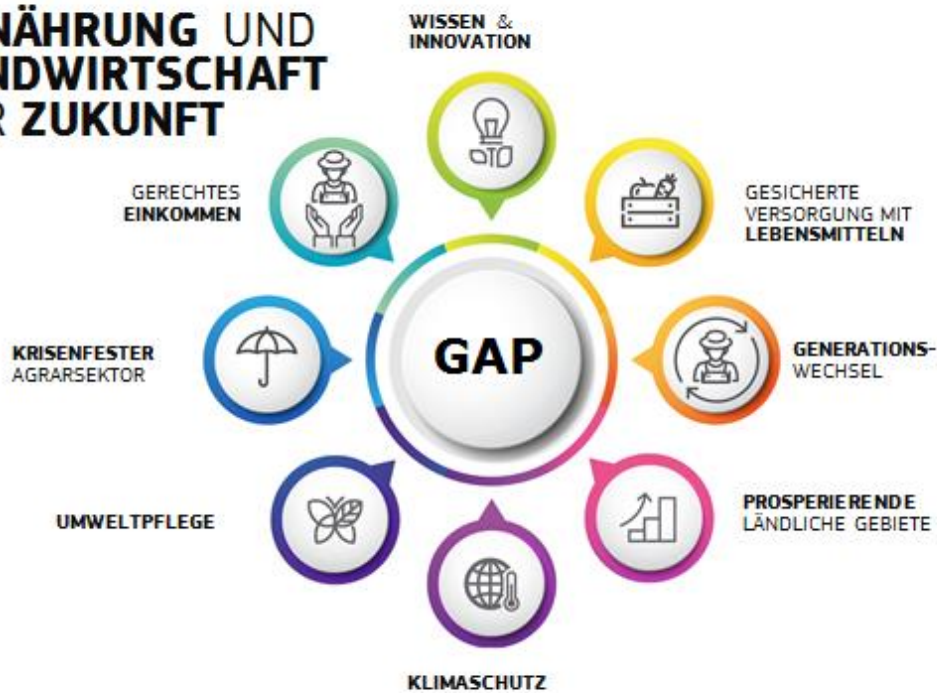 NÄHRUNG UND
NDWIRTSCHAFT
R ZUKUNFT
WISSEN &
INNOVATION
GERECHTES
EINKOMMEN
GESICHERTE
VERSORGUNG MIT
LEBENSMITTELN
KRISENFESTER
AGRARSEKTOR
GAP
GENERATIONS-
WECHSEL
UMWELTPFLEGE
PROSPERIERENDE
LÄNDLICHE GEBIETE
KLIMASCHUTZ